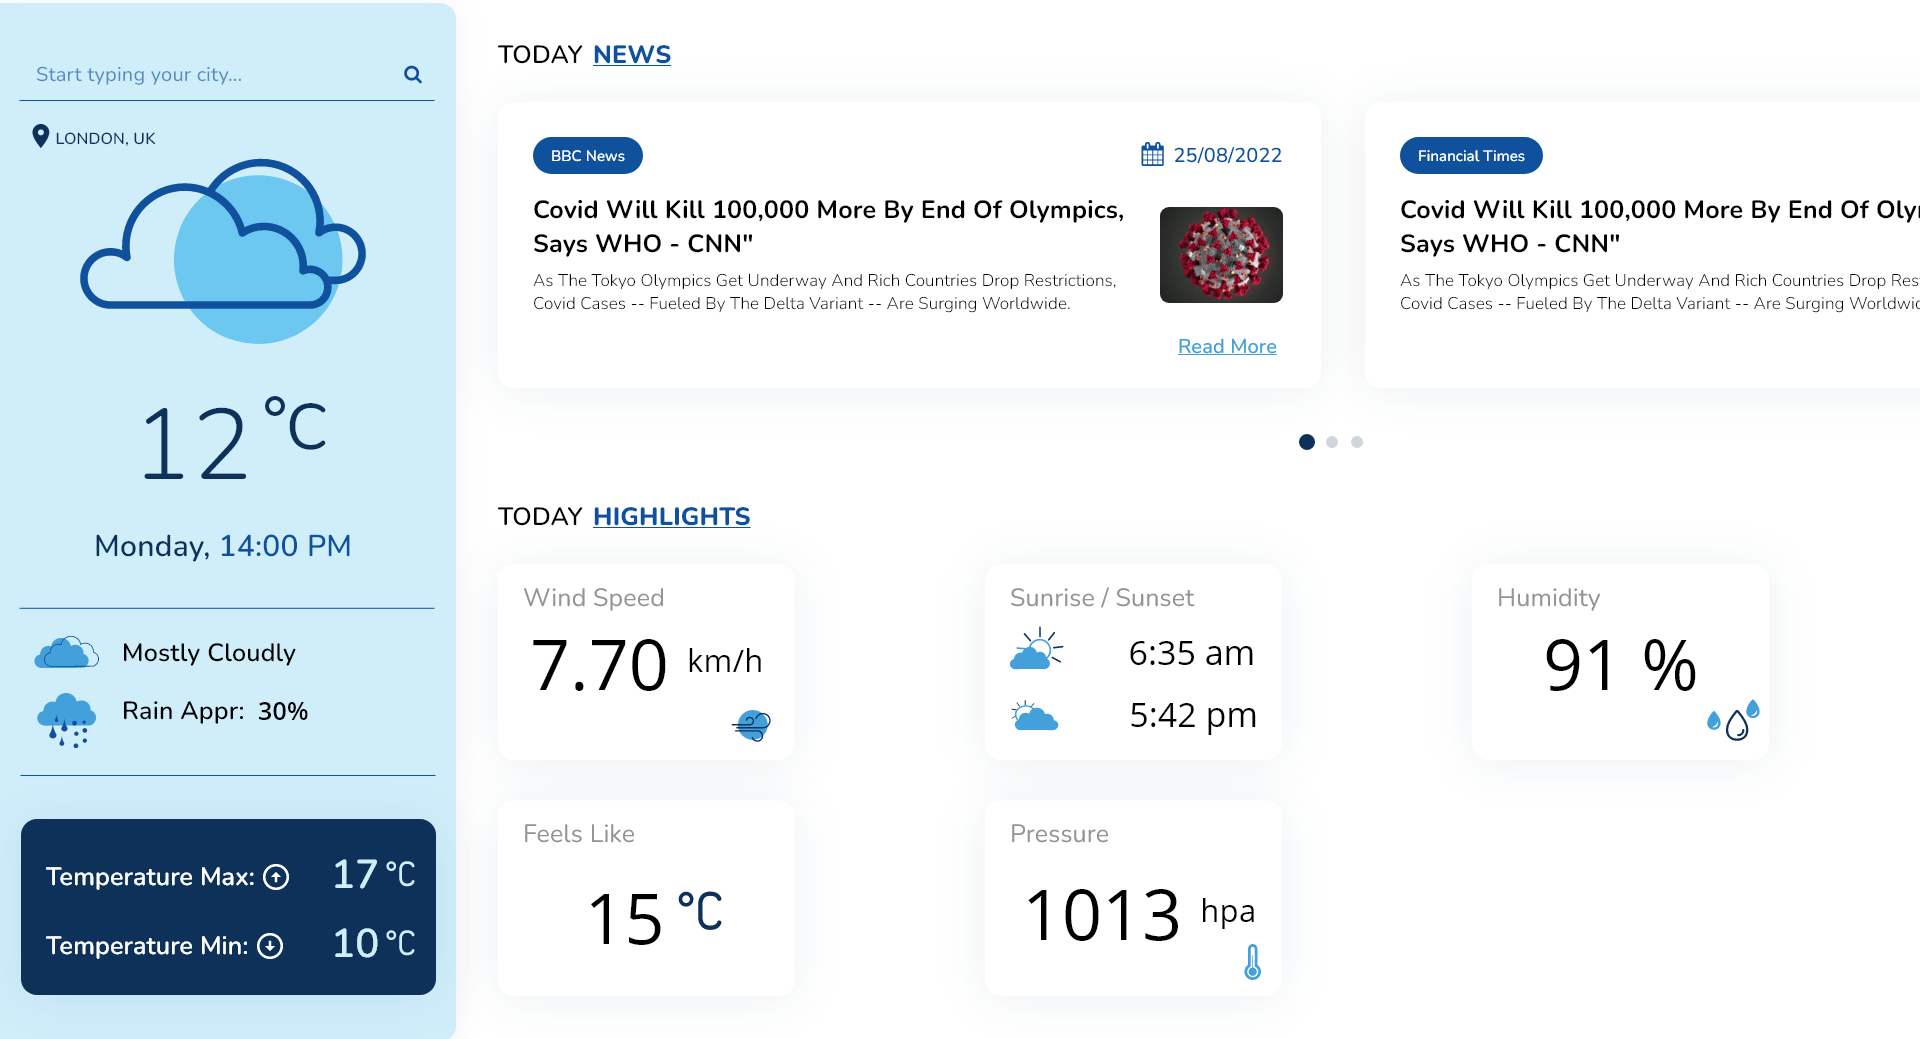 Start typing your city...
LONDON, UK
12 °C
Monday, 14:00 PM
Mostly Cloudly
Rain Appr: 30%
Temperature Max: 17 °C
Temperature Min: 10 °C
TODAY NEWS
BBC News
25/08/2022
Covid Will Kill 100,000 More By End Of Olympics,
Says WHO - CNN"
As The Tokyo Olympics Get Underway And Rich Countries Drop Restrictions,
Covid Cases -- Fueled By The Delta Variant -- Are Surging Worldwide.
Read More
Financial Times
Covid Will Kill 100,000 More By End Of
Says WHO - CNN"
As The Tokyo Olympics Get Underway And Rich Countries Drop
Covid Cases -- Fueled By The Delta Variant -- Are Surging
TODAY HIGHLIGHTS
Wind Speed
7.70 km/h
Sunrise / Sunset
6:35 am
5:42 pm
Humidity
91 %
Feels Like
15 °C
Pressure
1013 hpa